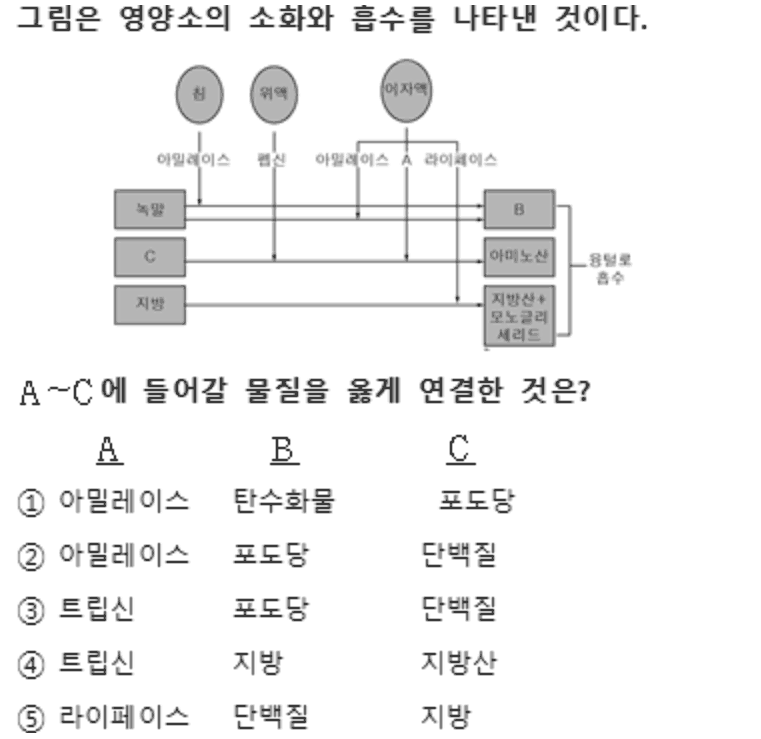 그림은 영양소의 소화와 흡수를 나타낸 것이다.
침 위액 이자액
아밀레이스 펩신 아밀레이스 A 라이페이스
녹말 B
C 아미노산
융털로
흡수
지방 지방산+
모노글리
세리드
A~C에 들어갈 물질을 옳게 연결한 것은?
A B C
① 아밀레이스 탄수화물 포도당
② 아밀레이스 포도당 단백질
③ 트립신 포도당 단백질
④ 트립신 지방 지방산
⑤ 라이페이스 단백질 지방